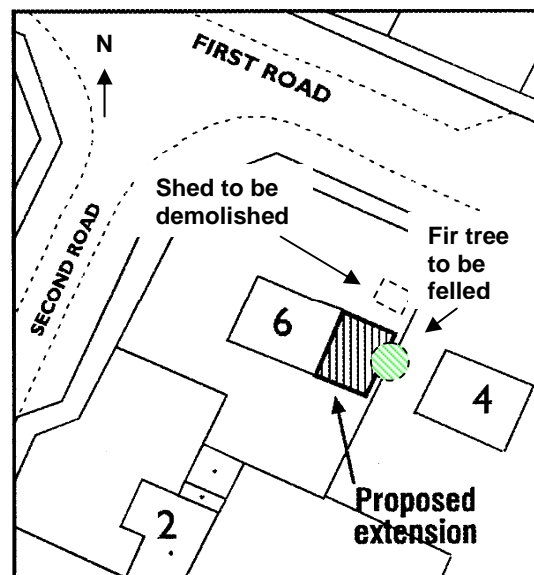 N
FIRST ROAD
SECOND ROAD
Shed to be
demolished
Fir tree
to be
felled
6
4
2
Proposed
extension